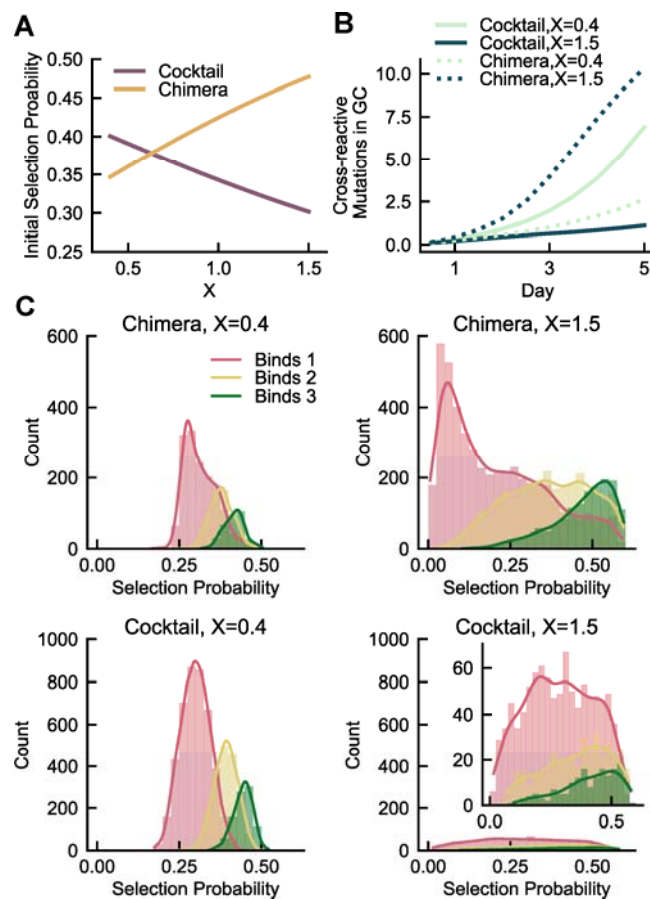 A
Initial Selection Proability
0.50
0.45
0.40
0.35
0.30
0.25
Cocktail
Chimera
0.5
1.0
1.5
X
B
Cocktail,X=0.4
Cocktail,X=1.5
Chimera,X=0.4
Chimera,X=1.5
Cross-reactive
Mutations in GC
10.0
7.5
5.0
2.5
0.0
1
3
5
Day
C
Chimera, X=0.4
Count
600
400
200
0
Binds 1
Binds 2
Binds 3
0.00
0.25
0.50
Selection Probability
Chimera, X=1.5
Count
600
400
200
0
0.00
0.25
0.50
Selection Probability
Cocktail, X=0.4
Count
1000
800
600
400
200
0
0.00
0.25
0.50
Selection Probability
Cocktail, X=1.5
Count
1000
800
600
400
200
0
60
40
20
0
0.0
0.5
0.00
0.25
0.50
Selection Probability